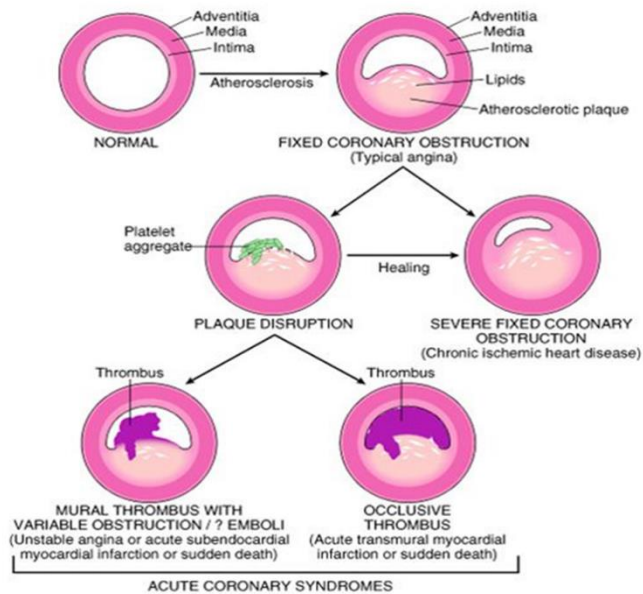 Adventitia
Media
Intima
Atherosclerosis
NORMAL
Adventitia
Media
Intima
Lipids
Atherosclerotic plaque
FIXED CORONARY OBSTRUCTION
(Typical angina)
Platelet
aggregate
Healing
PLAQUE DISRUPTION
SEVERE FIXED CORONARY
OBSTRUCTION
(Chronic ischemic heart disease)
Thrombus
MURAL THROMBUS WITH
VARIABLE OBSTRUCTION / ? EMBOLI
(Unstable angina or acute subendocardial
myocardial infarction or sudden death)
Thrombus
OCCLUSIVE
THROMBUS
(Acute transmural myocardial
infarction or sudden death)
ACUTE CORONARY SYNDROMES